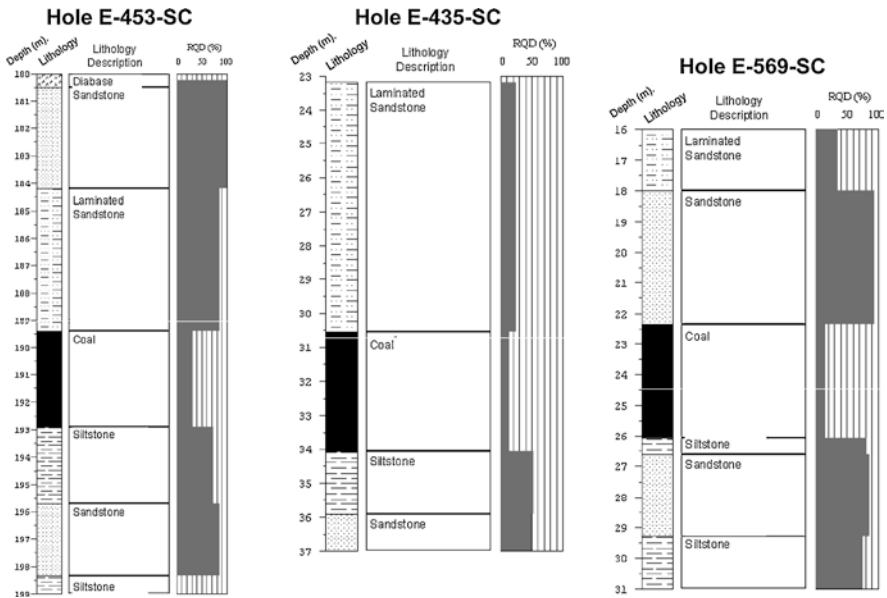 Hole E-453-SC
Depth (m).
Lithology
Lithology
Description
RQD (%)
0 50 100
180
181
182
183
184
185
186
187
188
189
190
191
192
193
194
195
196
197
198
199
Diabase
Sandstone
Laminated
Sandstone
Coal
Siltstone
Sandstone
Siltstone
Hole E-435-SC
Depth (m).
Lithology
Lithology
Description
RQD (%)
0 50 100
23
24
25
26
27
28
29
30
31
32
33
34
35
36
37
Laminated
Sandstone
Coal
Siltstone
Sandstone
Hole E-569-SC
Depth (m).
Lithology
Lithology
Description
RQD (%)
0 50 100
16
17
18
19
20
21
22
23
24
25
26
27
28
29
30
31
Laminated
Sandstone
Sandstone
Coal
Siltstone
Sandstone
Siltstone